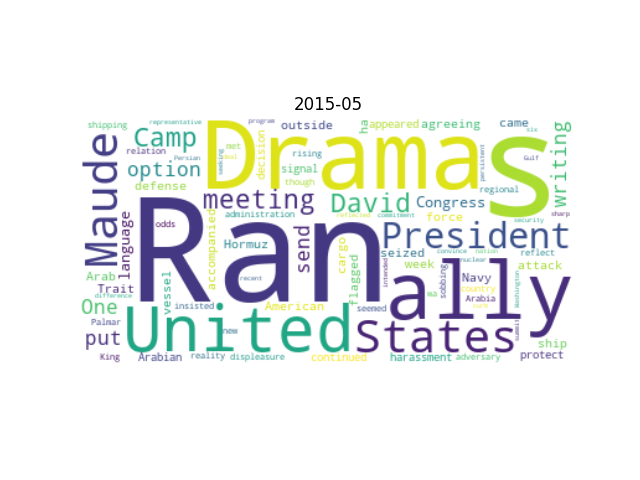 2015-05
shipping
representative
program
outside
ha
appeared
agreeing
came
six
Maude
Camp
Dramas
s
writing
relation
Persian
seeking
met
decision
rising
signal
persistent
Gulf
option
though
regional
defense
meeting
David
Congress
language
accompanied
administration
reflected
commitment
force
security
sharp
Ran
odds
Hormuz
send
cargo
seized
President
convince
nation
reflect
Arab
Trait
vessel
recent
flagged
week
intended
ally
sobbing
Navy
nuclear
attack
country
Washington
difference
One
insisted
American
seemed
ma
Arabia
summit
Palmar
put
United
new
States
ship
King
Arabian
reality
displeasure
continued
harassment
adversary
protect